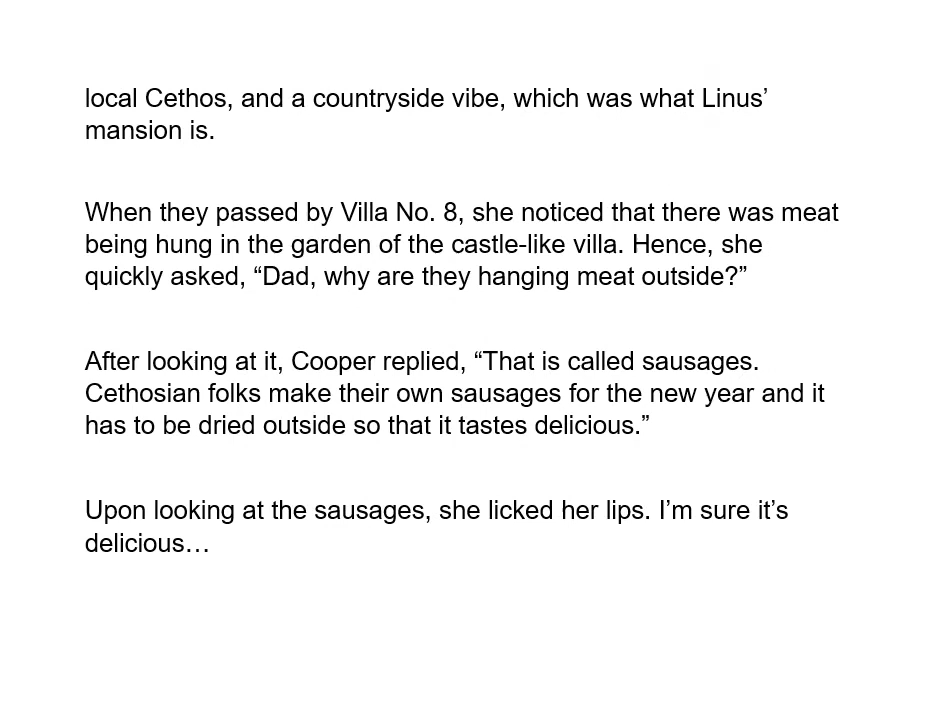 local Cethos, and a countryside vibe, which was what Linus’
mansion is.
When they passed by Villa No. 8, she noticed that there was meat
being hung in the garden of the castle-like villa. Hence, she
quickly asked, “Dad, why are they hanging meat outside?”
After looking at it, Cooper replied, “That is called sausages.
Cethosian folks make their own sausages for the new year and it
has to be dried outside so that it tastes delicious.”
Upon looking at the sausages, she licked her lips. I’m sure it’s
delicious…